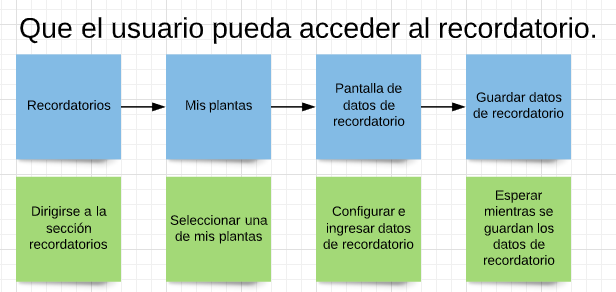 Que el usuario pueda acceder al recordatorio.
Recordatorios
Mis plantas
Pantalla de
datos de
recordatorio
Guardar datos
de recordatorio
Dirigirse a la
sección
recordatorios
Seleccionar una
de mis plantas
Configurar e
ingresar datos
de recordatorio
Esperar
mientras se
guardan los
datos de
recordatorio